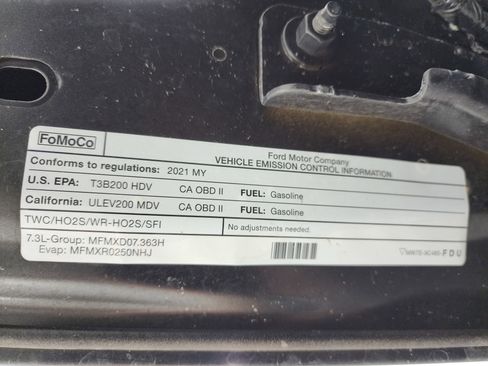 FoMoCo
Ford Motor Company
VEHICLE EMISSION CONTROL INFORMATION
Conforms to regulations: 2021 MY
U.S. EPA: T3B200 HDV CA OBD II FUEL: Gasoline
California: ULEV200 MDV CA OBD II FUEL: Gasoline
TWC/HO2S/WR-HO2S/SFI No adjustments needed.
7.3L-Group: MFMXD07.363H
Evap: MFMXR0250NHJ
FDU